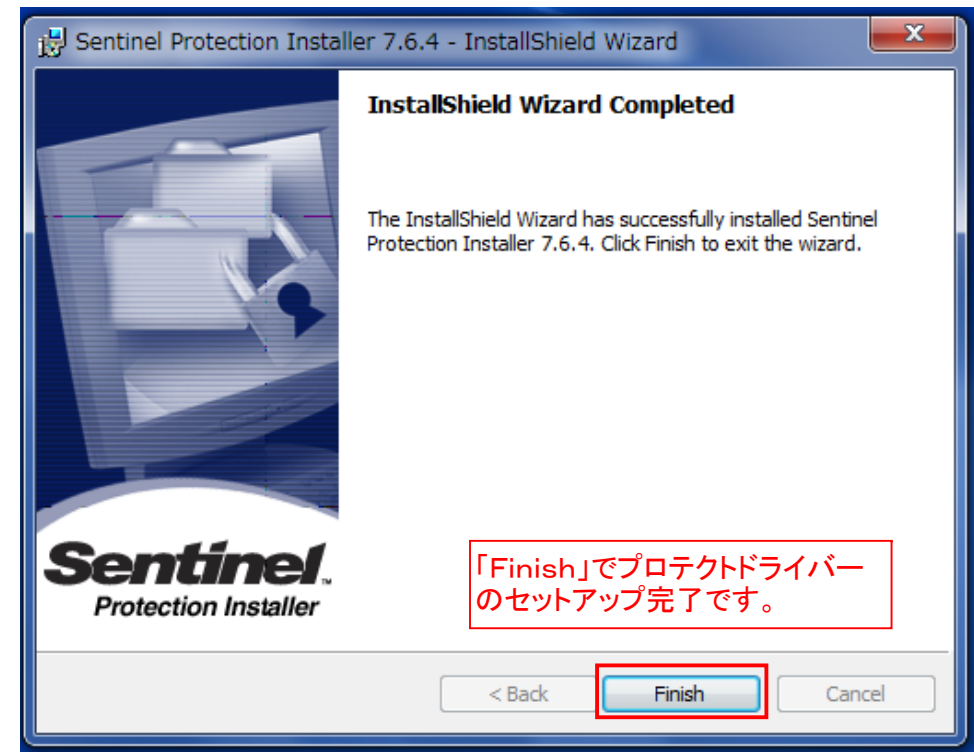 Sentinel Protection Installer 7.6.4 - InstallShield Wizard
InstallShield Wizard Completed
The InstallShield Wizard has successfully installed Sentinel
Protection Installer 7.6.4. Click Finish to exit the wizard.
Sentinel™
Protection Installer
「Finish」でプロテクトドライバー
のセットアップ完了です。
< Back
Finish
Cancel